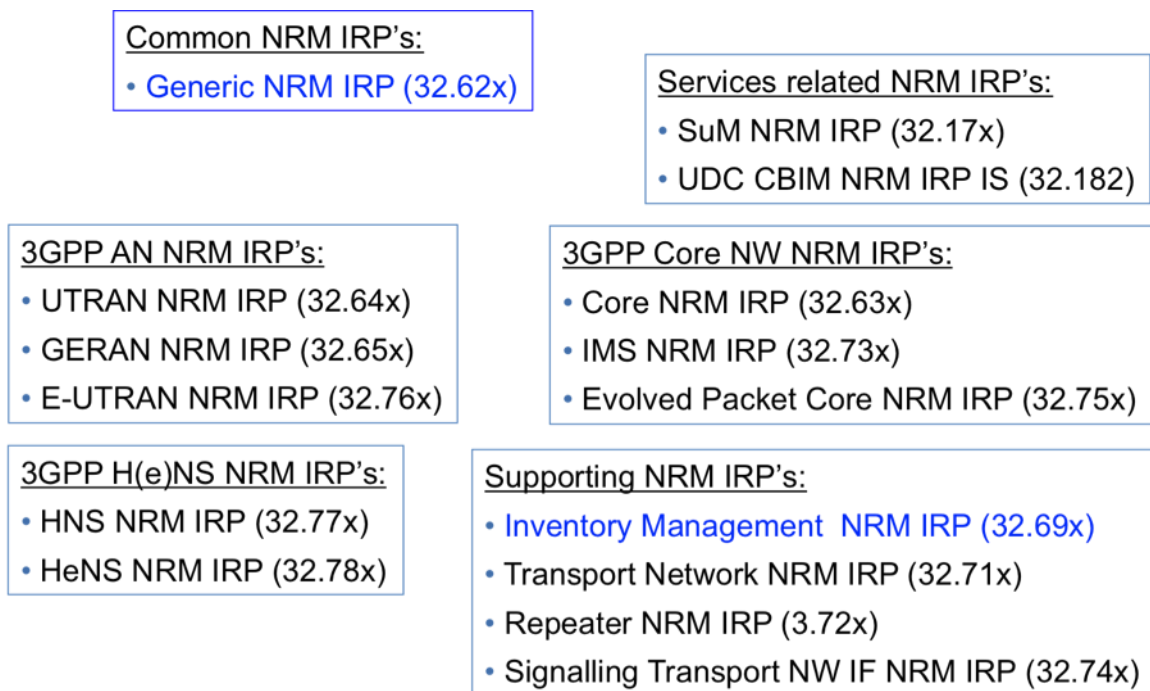 Common NRM IRP's:
• Generic NRM IRP (32.62x)
Services related NRM IRP's:
• SuM NRM IRP (32.17x)
• UDC CBIM NRM IRP IS (32.182)
3GPP AN NRM IRP's:
• UTRAN NRM IRP (32.64x)
• GERAN NRM IRP (32.65x)
• E-UTRAN NRM IRP (32.76x)
3GPP Core NW NRM IRP's:
• Core NRM IRP (32.63x)
• IMS NRM IRP (32.73x)
• Evolved Packet Core NRM IRP (32.75x)
3GPP H(e)NS NRM IRP's:
• HNS NRM IRP (32.77x)
• HeNS NRM IRP (32.78x)
Supporting NRM IRP's:
• Inventory Management  NRM IRP (32.69x)
• Transport Network NRM IRP (32.71x)
• Repeater NRM IRP (3.72x)
• Signalling Transport NW IF NRM IRP (32.74x)